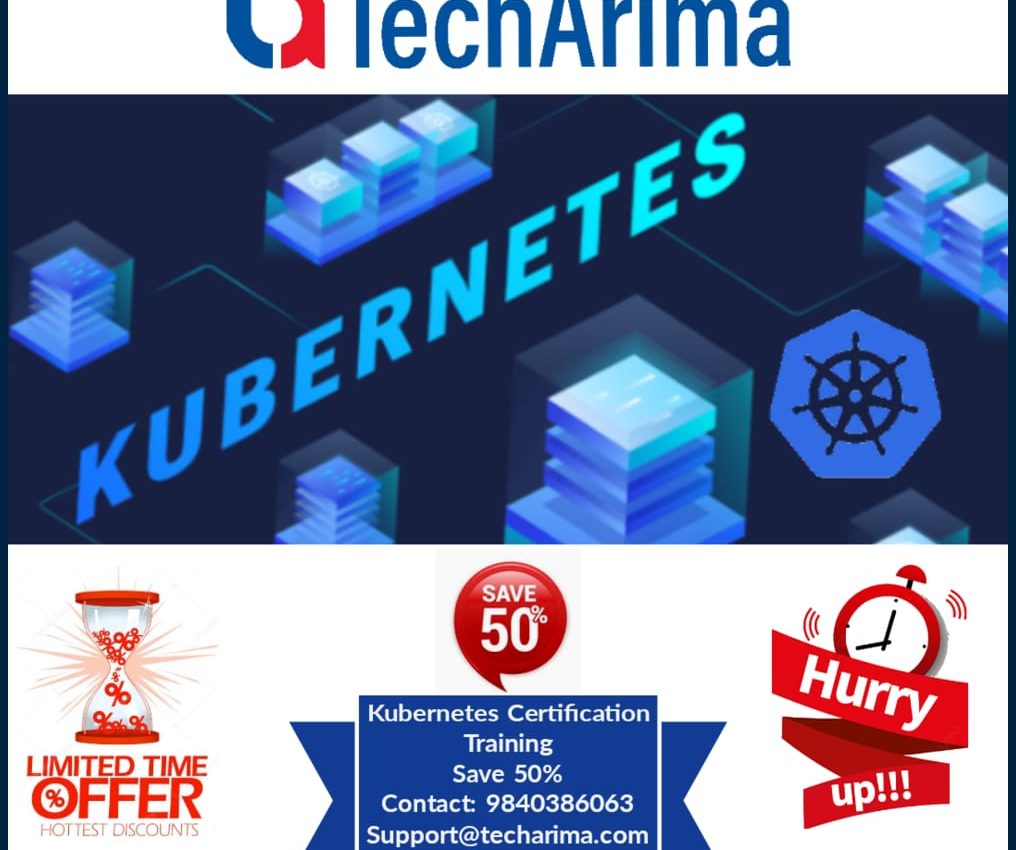 TechArima
KUBERNETES
SAVE
50%
LIMITED TIME
%OFFER
HOTTEST DISCOUNTS
Kubernetes Certification
Training
Save 50%
Contact: 9840386063
Support@techarima.com
Hurry
up!!!